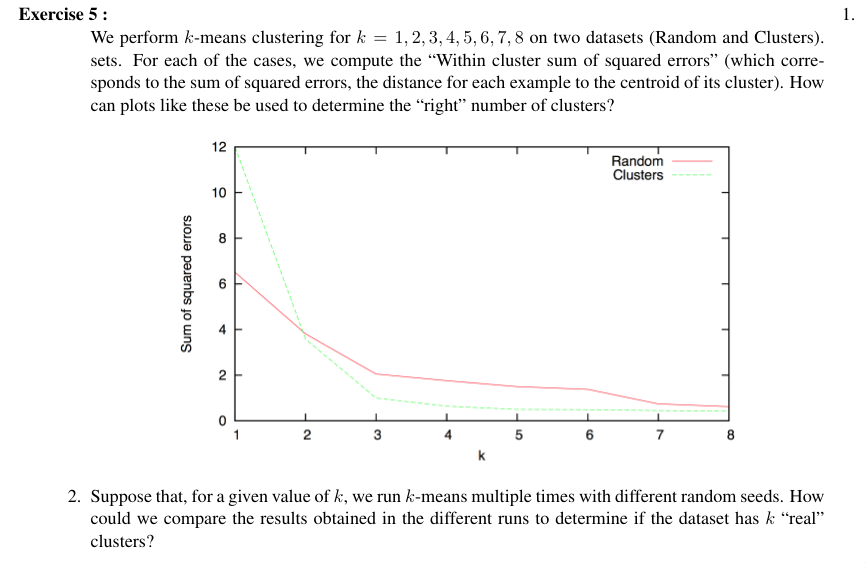 Exercise 5 : 1.
We perform k-means clustering for k = 1, 2, 3, 4, 5, 6, 7, 8 on two datasets (Random and Clusters).
sets. For each of the cases, we compute the “Within cluster sum of squared errors” (which corre-
sponds to the sum of squared errors, the distance for each example to the centroid of its cluster). How
can plots like these be used to determine the “right” number of clusters?
12
Random
Clusters
10
8
6
4
2
0
Sum of squared errors
1 2 3 4 5 6 7 8
k
2. Suppose that, for a given value of k, we run k-means multiple times with different random seeds. How
could we compare the results obtained in the different runs to determine if the dataset has k “real”
clusters?